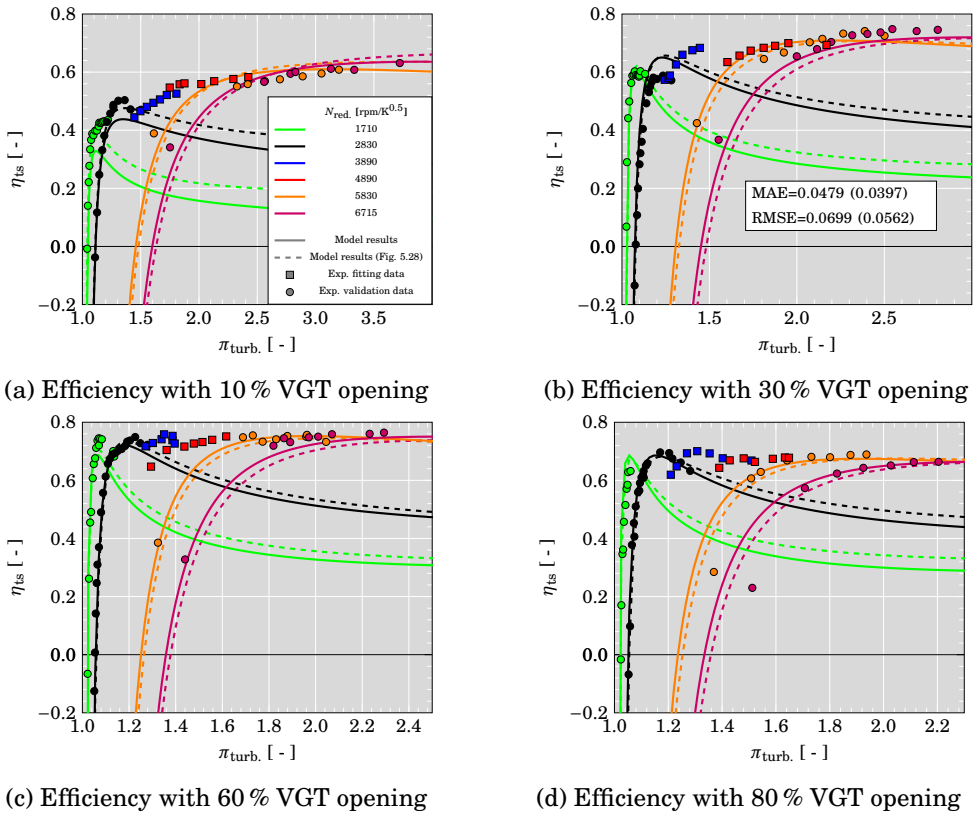 0.8
0.6
0.4
0.2
0.0
−0.2
η_ts [ - ]
1.0 1.5 2.0 2.5 3.0 3.5
π_turb. [ - ]
N_red. [rpm/K^0.5]
1710
2830
3890
4890
5830
6715
Model results
Model results (Fig. 5.28)
Exp. fitting data
Exp. validation data
(a) Efficiency with 10 % VGT opening
0.8
0.6
0.4
0.2
0.0
−0.2
η_ts [ - ]
1.0 1.5 2.0 2.5
π_turb. [ - ]
MAE=0.0479 (0.0397)
RMSE=0.0699 (0.0562)
(b) Efficiency with 30 % VGT opening
0.8
0.6
0.4
0.2
0.0
−0.2
η_ts [ - ]
1.0 1.2 1.4 1.6 1.8 2.0 2.2 2.4
π_turb. [ - ]
(c) Efficiency with 60 % VGT opening
0.8
0.6
0.4
0.2
0.0
−0.2
η_ts [ - ]
1.0 1.2 1.4 1.6 1.8 2.0 2.2
π_turb. [ - ]
(d) Efficiency with 80 % VGT opening